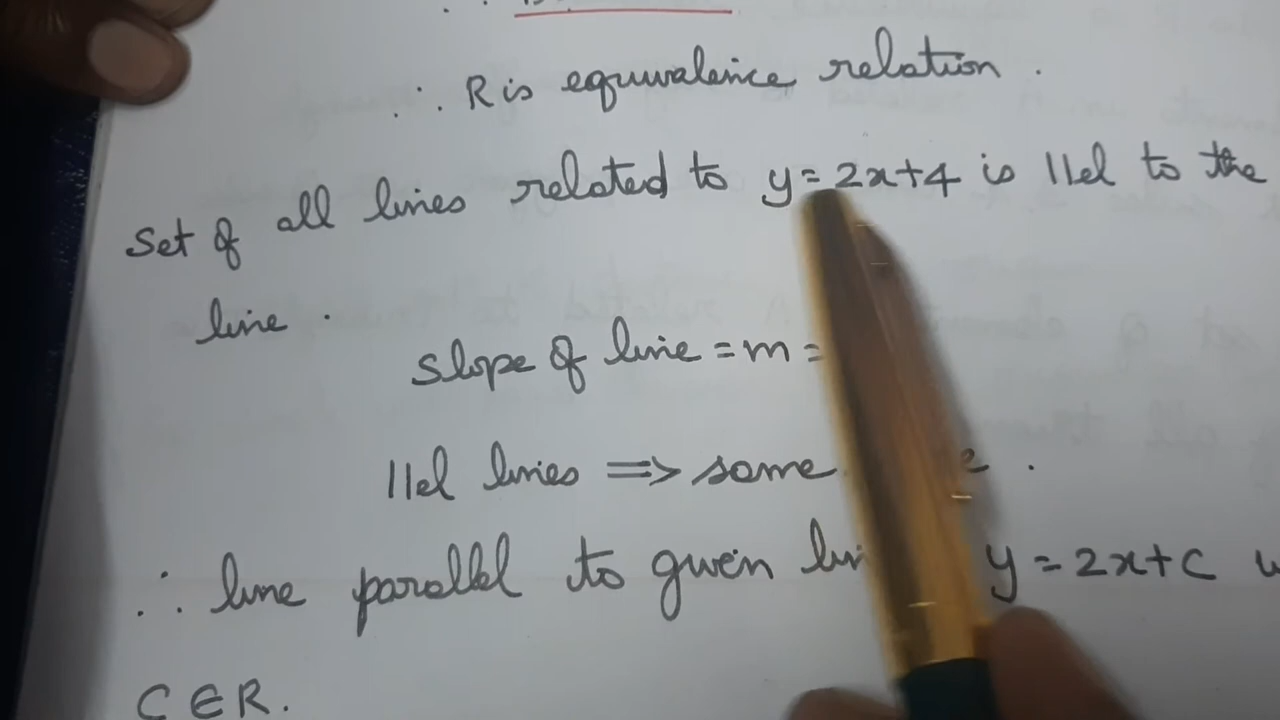 ∴ R is equivalence relation .
Set of all lines related to y=2x+4 is ||el to the
line .
slope of line = m =
||el lines ⇒ same .
∴ line parallel to given y = 2x+C
C ∈ R.